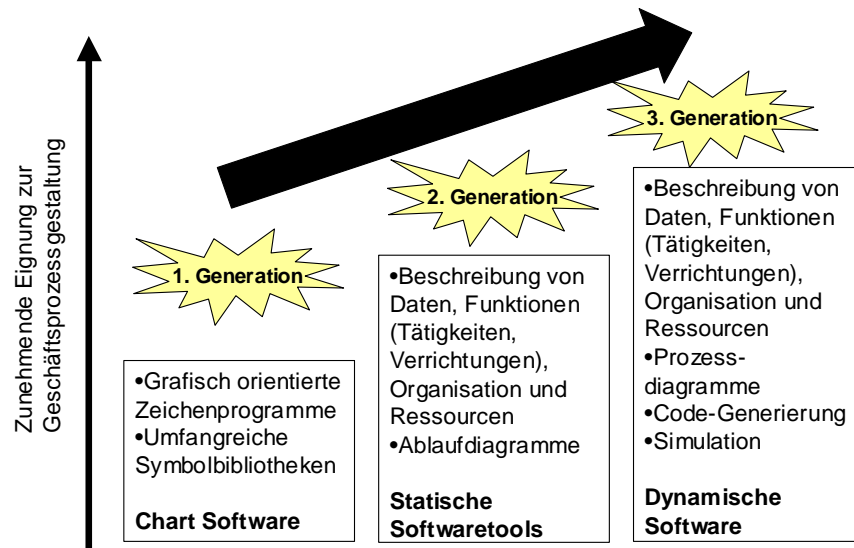 Zunehmende Eignung zur
Geschäftsprozessgestaltung
1. Generation
•Grafisch orientierte
Zeichenprogramme
•Umfangreiche
Symbolbibliotheken
Chart Software
2. Generation
•Beschreibung von
Daten, Funktionen
(Tätigkeiten,
Verrichtungen),
Organisation und
Ressourcen
•Ablaufdiagramme
Statische
Softwaretools
3. Generation
•Beschreibung von
Daten, Funktionen
(Tätigkeiten,
Verrichtungen),
Organisation und
Ressourcen
•Prozess-
diagramme
•Code-Generierung
•Simulation
Dynamische
Software